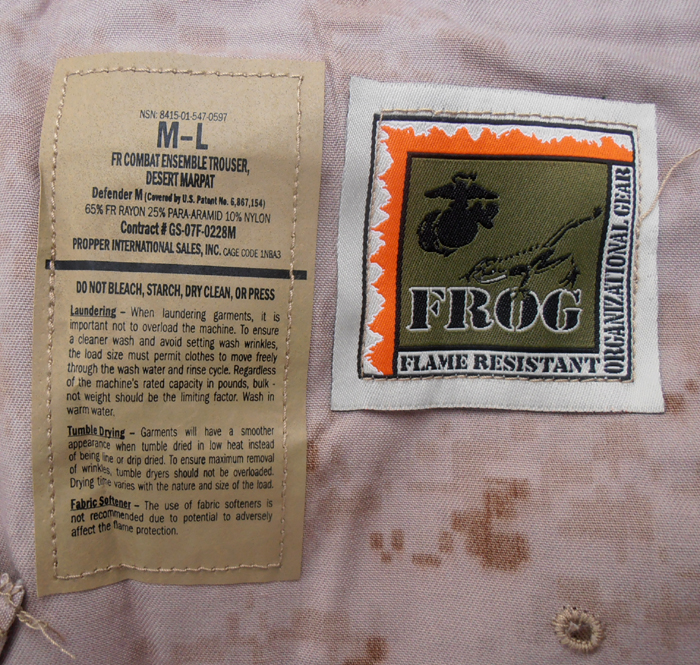 NSN: 8415-01-547-0597
M-L
FR COMBAT ENSEMBLE TROUSER,
DESERT MARPAT
Defender M (Covered by U.S. Patent No. 6,867,154)
65% FR RAYON 25% PARA-ARAMID 10% NYLON
Contract # GS-07F-0228M
PROPPER INTERNATIONAL SALES, INC. CAGE CODE 1N8A3
DO NOT BLEACH, STARCH, DRY CLEAN, OR PRESS
Laundering – When laundering garments, it is
important not to overload the machine. To ensure
a cleaner wash and avoid setting wash wrinkles,
the load size must permit clothes to move freely
through the wash water and rinse cycle. Regardless
of the machine's rated capacity in pounds, bulk -
not weight should be the limiting factor. Wash in
warm water.
Tumble Drying – Garments will have a smoother
appearance when tumble dried in low heat instead
of being line or drip dried. To ensure maximum removal
of wrinkles, tumble dryers should not be overloaded.
Drying time varies with the nature and size of the load.
Fabric Softener – The use of fabric softeners is
not recommended due to potential to adversely
affect the flame protection.
FROG
FLAME RESISTANT
ORGANIZATIONAL GEAR